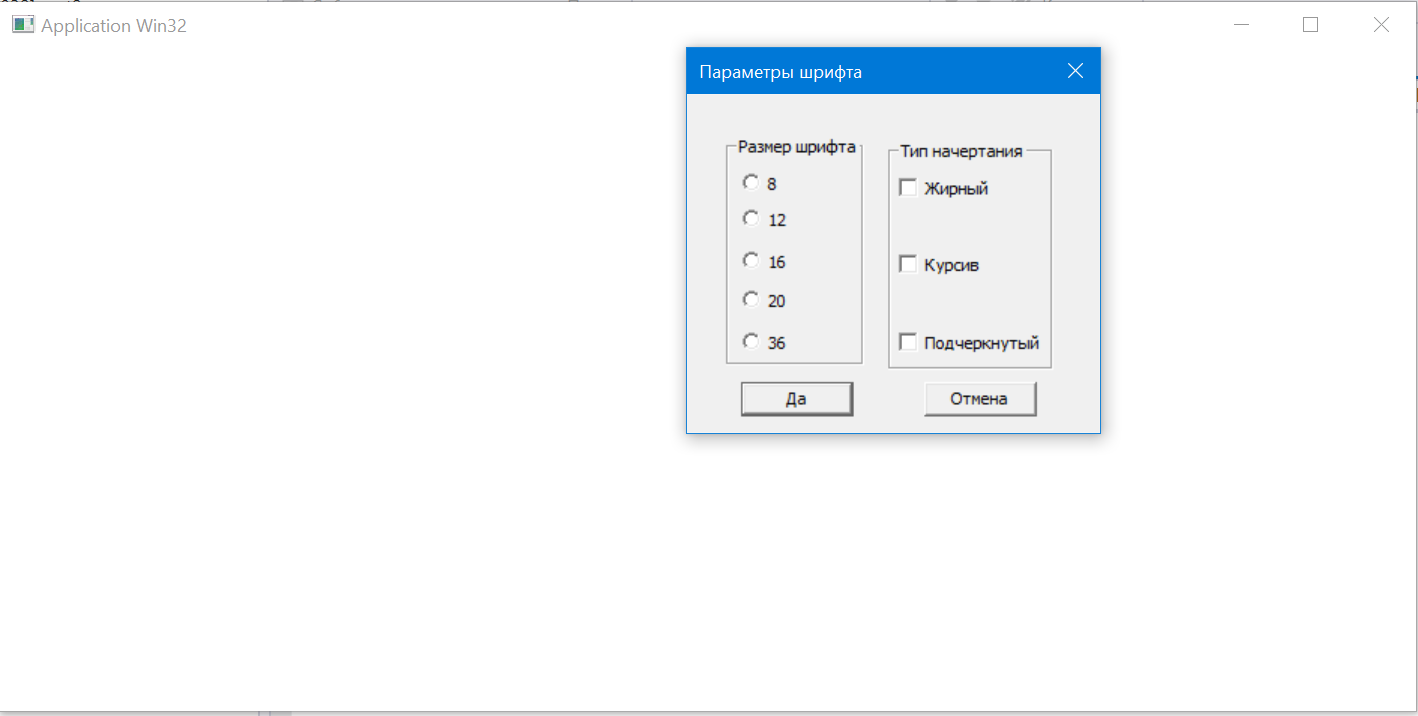 Application Win32
Параметры шрифта
Размер шрифта
8
12
16
20
36
Тип начертания
Жирный
Курсив
Подчеркнутый
Да
Отмена